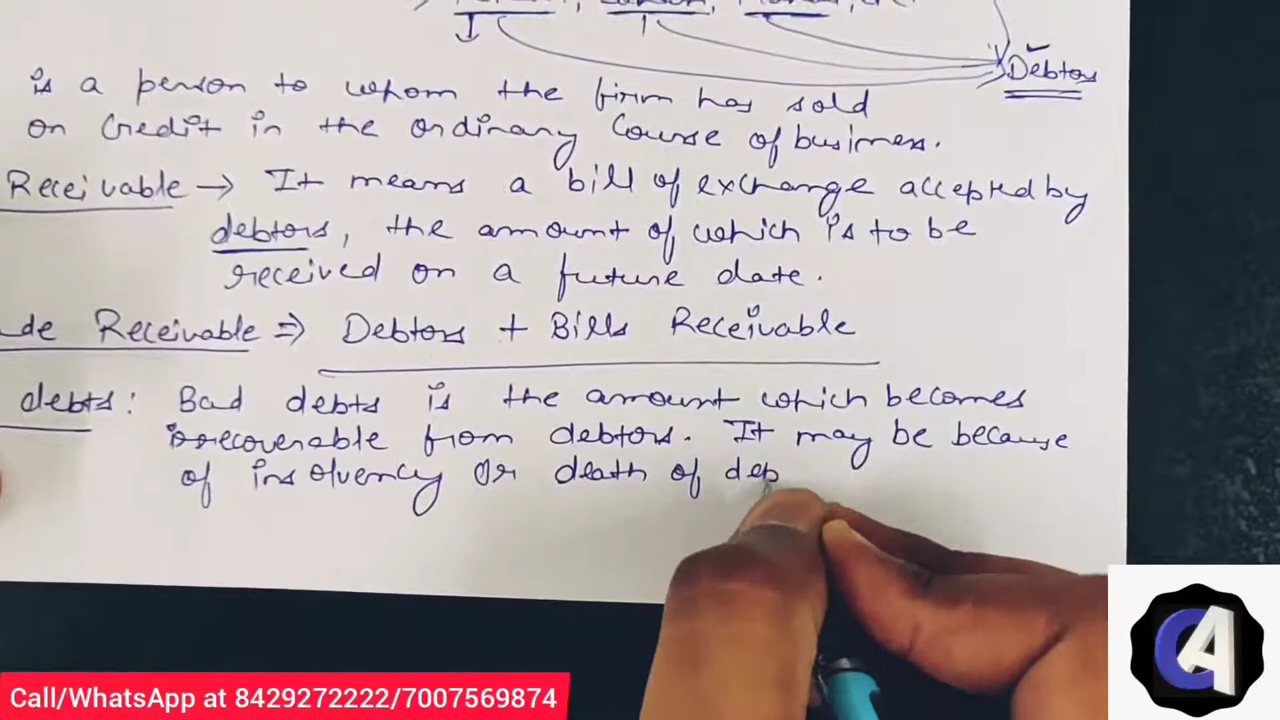 Debtors
is a person to whom the firm has sold
on credit in the ordinary Course of business.
Receivable → It means a bill of exchange accepted by
debtors, the amount of which is to be
received on a future date.
de Receivable ⇒ Debtors + Bills Receivable
debts: Bad debts is the amount which becomes
irrecoverable from debtors. It may be because
of insolvency or death of deb
CA
Call/WhatsApp at 8429272222/7007569874